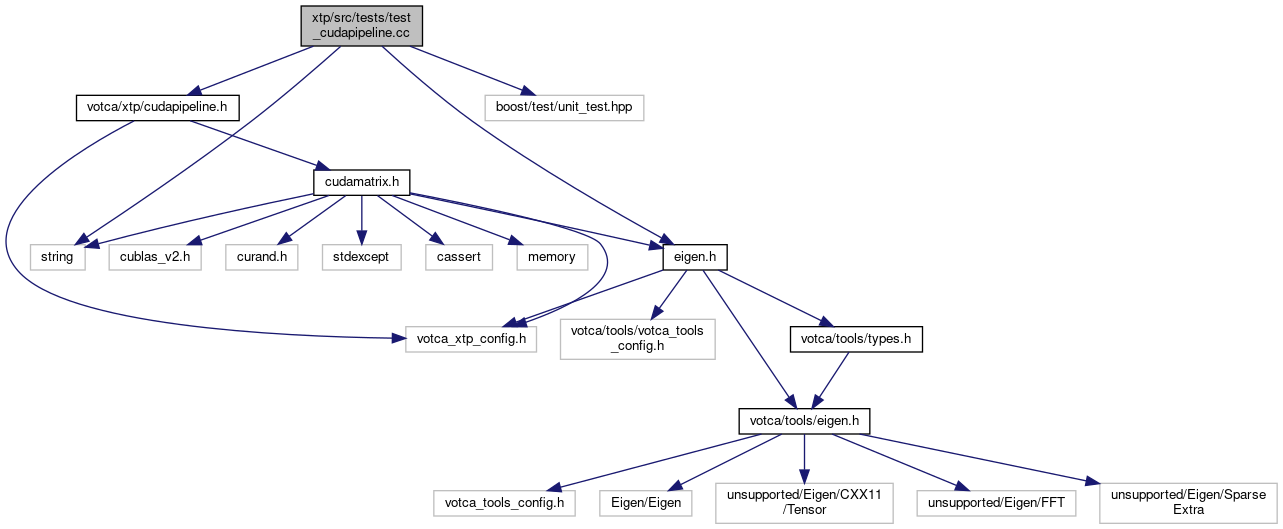 xtp/src/tests/test
_cudapipeline.cc
votca/xtp/cudapipeline.h
boost/test/unit_test.hpp
cudamatrix.h
string
cublas_v2.h
curand.h
stdexcept
cassert
memory
eigen.h
votca_xtp_config.h
votca/tools/votca_tools
_config.h
votca/tools/types.h
votca/tools/eigen.h
votca_tools_config.h
Eigen/Eigen
unsupported/Eigen/CXX11
/Tensor
unsupported/Eigen/FFT
unsupported/Eigen/Sparse
Extra